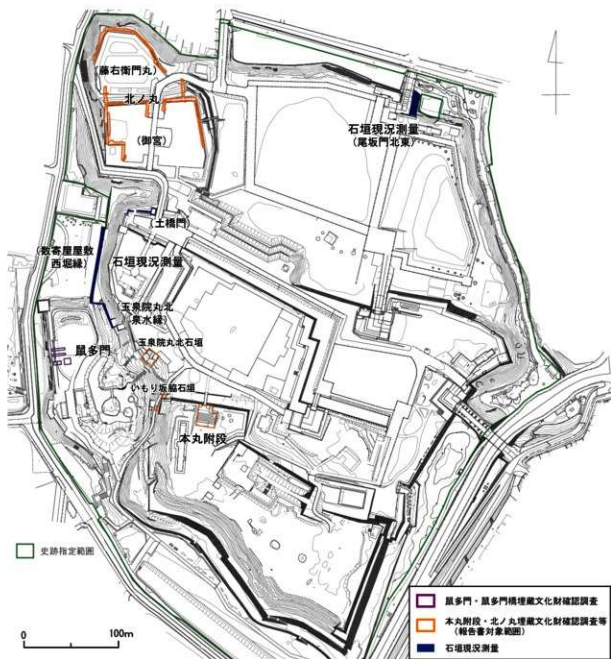 (藤右衛門丸)
北ノ丸
(御宮)
石垣現況測量
(尾坂門北東)
(土橋門)
(数寄屋屋敷
西堀縁)
石垣現況測量
(玉泉院丸北
泉水縁)
玉泉院丸北石垣
鼠多門
いもり坂脇石垣
本丸附段
史跡指定範囲
0 100m
鼠多門・鼠多門橋埋蔵文化財確認調査
本丸附段・北ノ丸埋蔵文化財確認調査等
(報告書対象範囲)
石垣現況測量